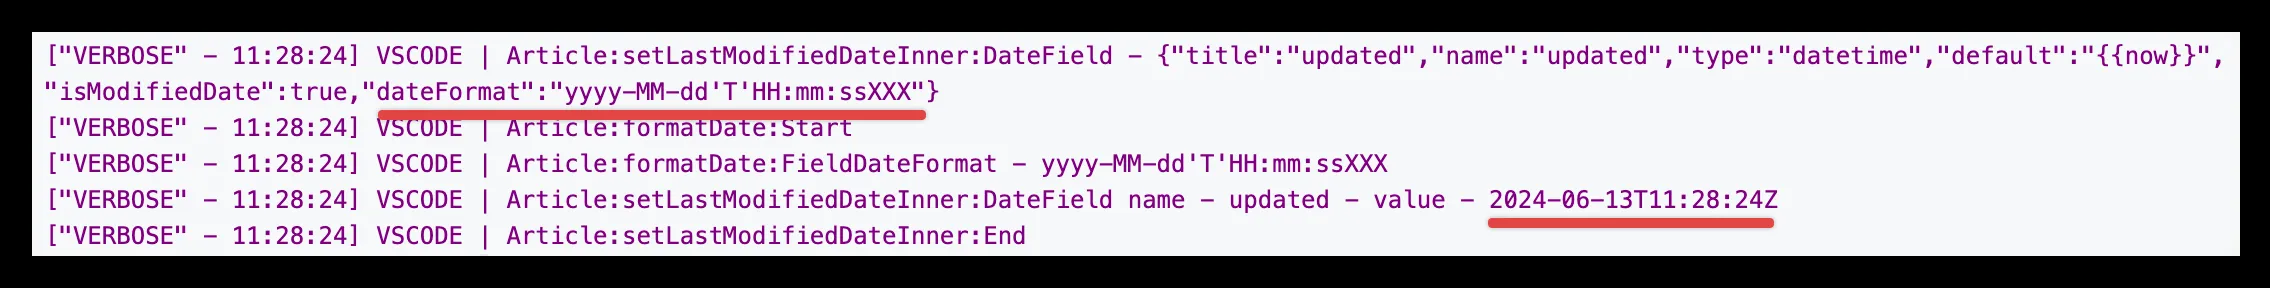 ["VERBOSE" - 11:28:24] VSCODE | Article:setLastModifiedDateInner:DateField - {"title":"updated","name":"updated","type":"datetime","default":"{{now}}",
"isModifiedDate":true,"dateFormat":"yyyy-MM-dd'T'HH:mm:ssXXX"}
["VERBOSE" - 11:28:24] VSCODE | Article:formatDate:Start
["VERBOSE" - 11:28:24] VSCODE | Article:formatDate:FieldDateFormat - yyyy-MM-dd'T'HH:mm:ssXXX
["VERBOSE" - 11:28:24] VSCODE | Article:setLastModifiedDateInner:DateField name - updated - value - 2024-06-13T11:28:24Z
["VERBOSE" - 11:28:24] VSCODE | Article:setLastModifiedDateInner:End